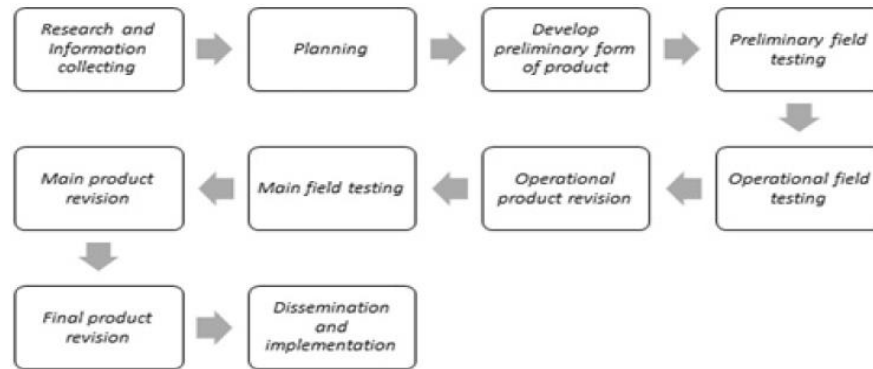 Research and
Information
collecting
Planning
Develop
preliminary form
of product
Preliminary field
testing
Operational field
testing
Operational
product revision
Main field testing
Main product
revision
Final product
revision
Dissemination
and
implementation